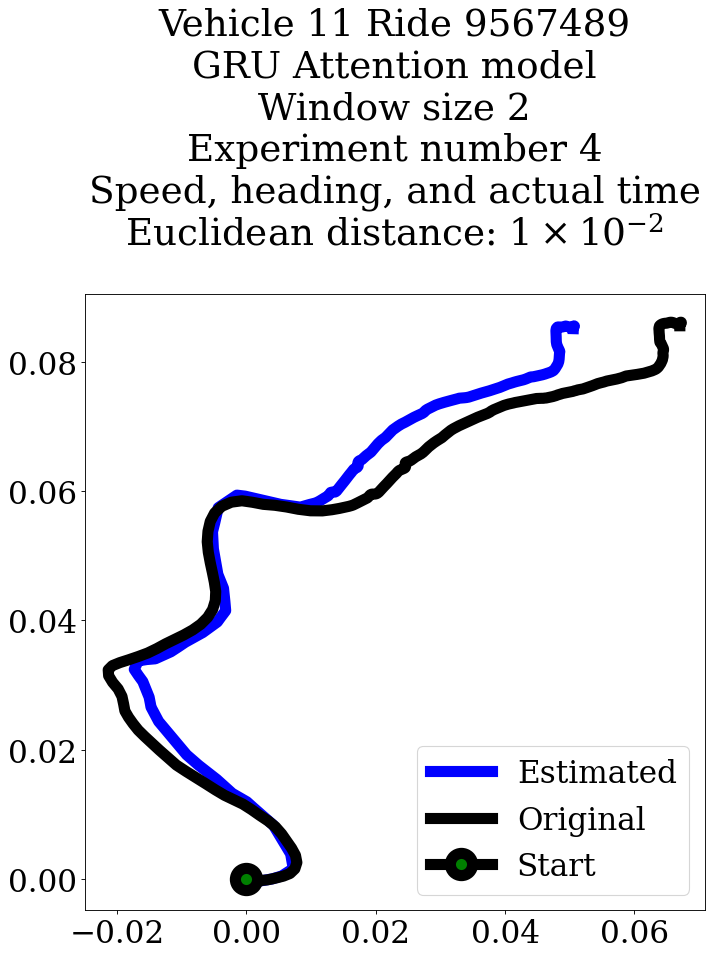 Vehicle 11 Ride 9567489
GRU Attention model
Window size 2
Experiment number 4
Speed, heading, and actual time
Euclidean distance: 1 × 10⁻²
0.08
0.06
0.04
0.02
0.00
Estimated
Original
Start
−0.02 0.00 0.02 0.04 0.06